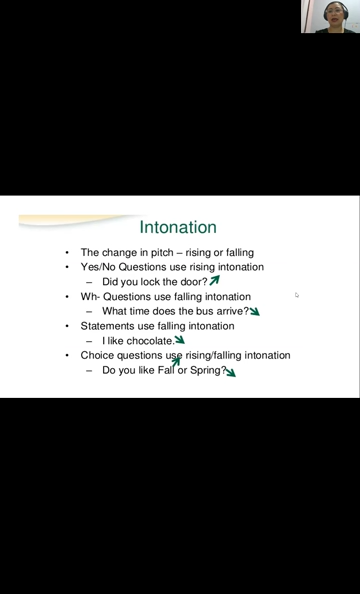 Intonation
• The change in pitch – rising or falling
• Yes/No Questions use rising intonation
– Did you lock the door?
• Wh- Questions use falling intonation
– What time does the bus arrive?
• Statements use falling intonation
– I like chocolate.
• Choice questions use rising/falling intonation
– Do you like Fall or Spring?